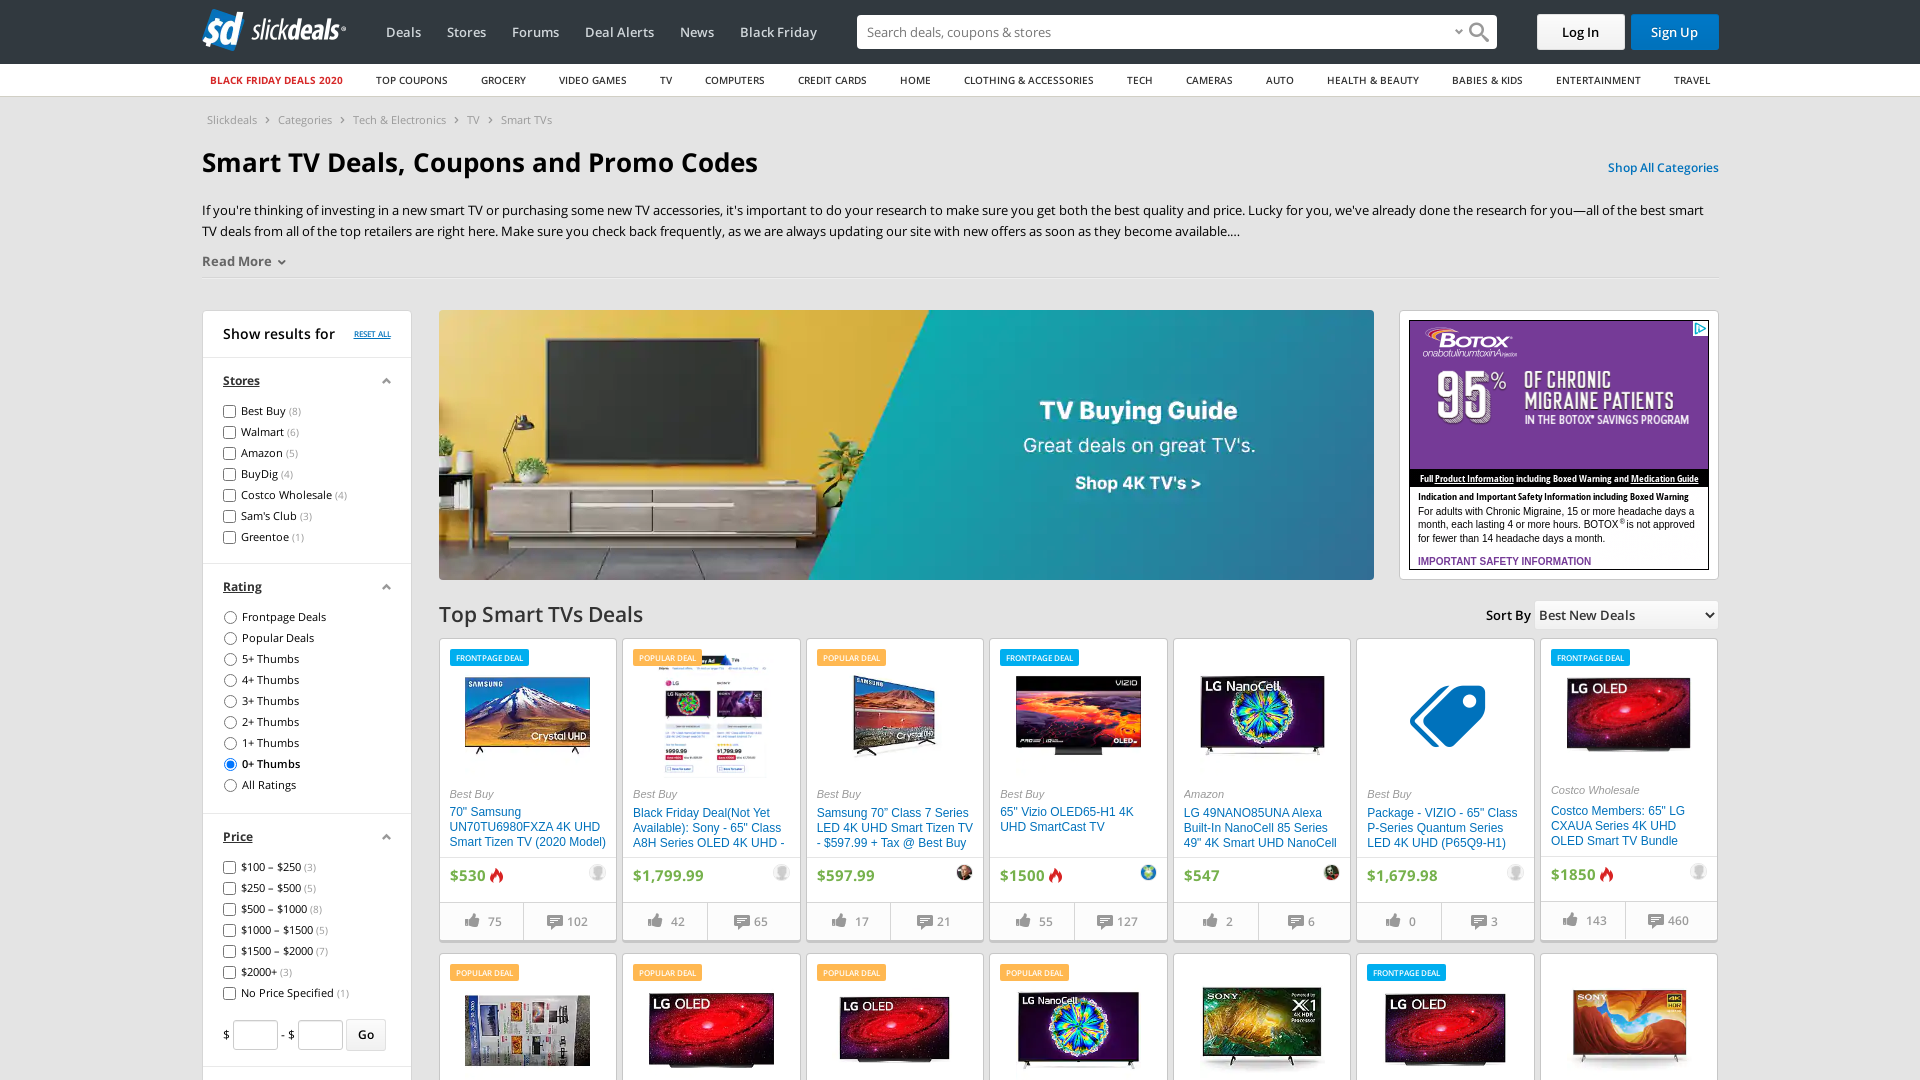 sd slickdeals
Deals
Stores
Forums
Deal Alerts
News
Black Friday
Search deals, coupons & stores
Log In
Sign Up
BLACK FRIDAY DEALS 2020
TOP COUPONS
GROCERY
VIDEO GAMES
TV
COMPUTERS
CREDIT CARDS
HOME
CLOTHING & ACCESSORIES
TECH
CAMERAS
AUTO
HEALTH & BEAUTY
BABIES & KIDS
ENTERTAINMENT
TRAVEL
Slickdeals > Categories > Tech & Electronics > TV > Smart TVs
Smart TV Deals, Coupons and Promo Codes
Shop All Categories
If you're thinking of investing in a new smart TV or purchasing some new TV accessories, it's important to do your research to make sure you get both the best quality and price. Lucky for you, we've already done the research for you—all of the best smart
TV deals from all of the top retailers are right here. Make sure you check back frequently, as we are always updating our site with new offers as soon as they become available....
Read More
Show results for
RESET ALL
Stores
Best Buy (8)
Walmart (6)
Amazon (5)
BuyDig (4)
Costco Wholesale (4)
Sam's Club (3)
Greentoe (1)
Rating
Frontpage Deals
Popular Deals
5+ Thumbs
4+ Thumbs
3+ Thumbs
2+ Thumbs
1+ Thumbs
0+ Thumbs
All Ratings
Price
$100 – $250 (3)
$250 – $500 (5)
$500 – $1000 (8)
$1000 – $1500 (5)
$1500 – $2000 (7)
$2000+ (3)
No Price Specified (1)
$ - $ Go
TV Buying Guide
Great deals on great TV's.
Shop 4K TV's >
BOTOX
onabotulinumtoxinA injection
95% OF CHRONIC
MIGRAINE PATIENTS
IN THE BOTOX® SAVINGS PROGRAM
Full Product Information including Boxed Warning and Medication Guide
Indication and Important Safety Information including Boxed Warning
For adults with Chronic Migraine, 15 or more headache days a
month, each lasting 4 or more hours. BOTOX® is not approved
for fewer than 14 headache days a month.
IMPORTANT SAFETY INFORMATION
Top Smart TVs Deals
Sort By Best New Deals
FRONTPAGE DEAL
SAMSUNG
Crystal UHD
Best Buy
70" Samsung
UN70TU6980FXZA 4K UHD
Smart Tizen TV (2020 Model)
$530
75
102
POPULAR DEAL
LG NanoCell
Best Buy
Black Friday Deal(Not Yet
Available): Sony - 65" Class
A8H Series OLED 4K UHD -
$1,799.99
42
65
POPULAR DEAL
SAMSUNG
Crystal UHD
Best Buy
Samsung 70" Class 7 Series
LED 4K UHD Smart Tizen TV
- $597.99 + Tax @ Best Buy
$597.99
17
21
FRONTPAGE DEAL
VIZIO
OLED
Best Buy
65" Vizio OLED65-H1 4K
UHD SmartCast TV
$1500
55
127
LG NanoCell
Amazon
LG 49NANO85UNA Alexa
Built-In NanoCell 85 Series
49" 4K Smart UHD NanoCell
$547
2
6
Best Buy
Package - VIZIO - 65" Class
P-Series Quantum Series
LED 4K UHD (P65Q9-H1)
$1,679.98
0
3
FRONTPAGE DEAL
LG OLED
Costco Wholesale
Costco Members: 65" LG
CXAUA Series 4K UHD
OLED Smart TV Bundle
$1850
143
460
POPULAR DEAL
POPULAR DEAL
LG OLED
POPULAR DEAL
LG OLED
POPULAR DEAL
LG NanoCell
SONY
Powered by
X1
4K HDR
Processor
FRONTPAGE DEAL
LG OLED
SONY
4K
HDR